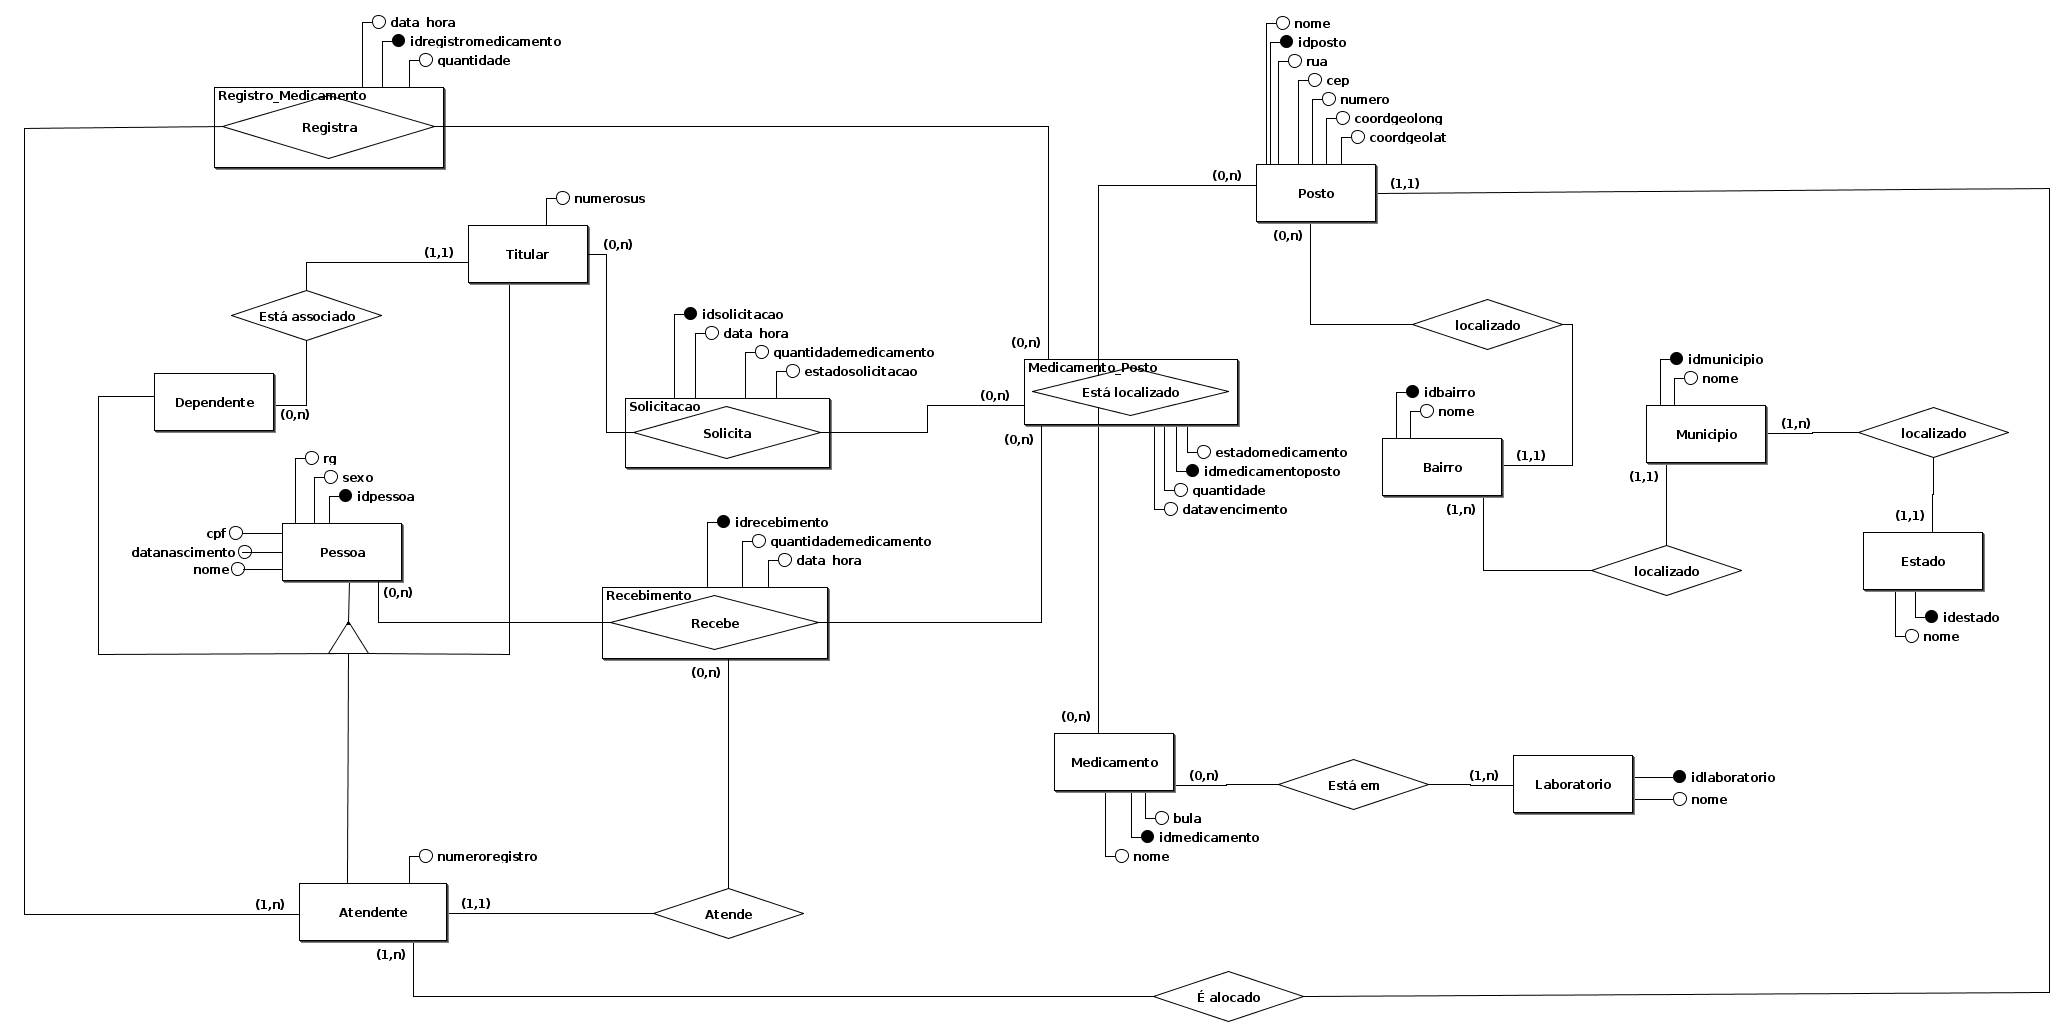 data hora
idregistromedicamento
quantidade
Registro_Medicamento
Registra
nome
idposto
rua
cep
numero
coordgeolong
coordgeolat
(0,n)
Posto
(1,1)
(0,n)
numerosus
Titular
(1,1)
(0,n)
Está associado
Dependente
(0,n)
idsolicitacao
data hora
quantidademedicamento
estadosolicitacao
Solicitacao
Solicita
(0,n)
(0,n)
(0,n)
Medicamento_Posto
Está localizado
estadomedicamento
idmedicamentoposto
quantidade
datavencimento
localizado
idbairro
nome
Bairro
(1,1)
(1,n)
idmunicipio
nome
Municipio
(1,n)
(1,1)
localizado
localizado
(1,1)
Estado
idestado
nome
rg
sexo
idpessoa
cpf
datanascimento
nome
Pessoa
(0,n)
idrecebimento
quantidademedicamento
data hora
Recebimento
Recebe
(0,n)
(0,n)
Medicamento
(0,n)
Está em
(1,n)
Laboratorio
idlaboratorio
nome
bula
idmedicamento
nome
numeroregistro
(1,n)
Atendente
(1,1)
Atende
(1,n)
É alocado